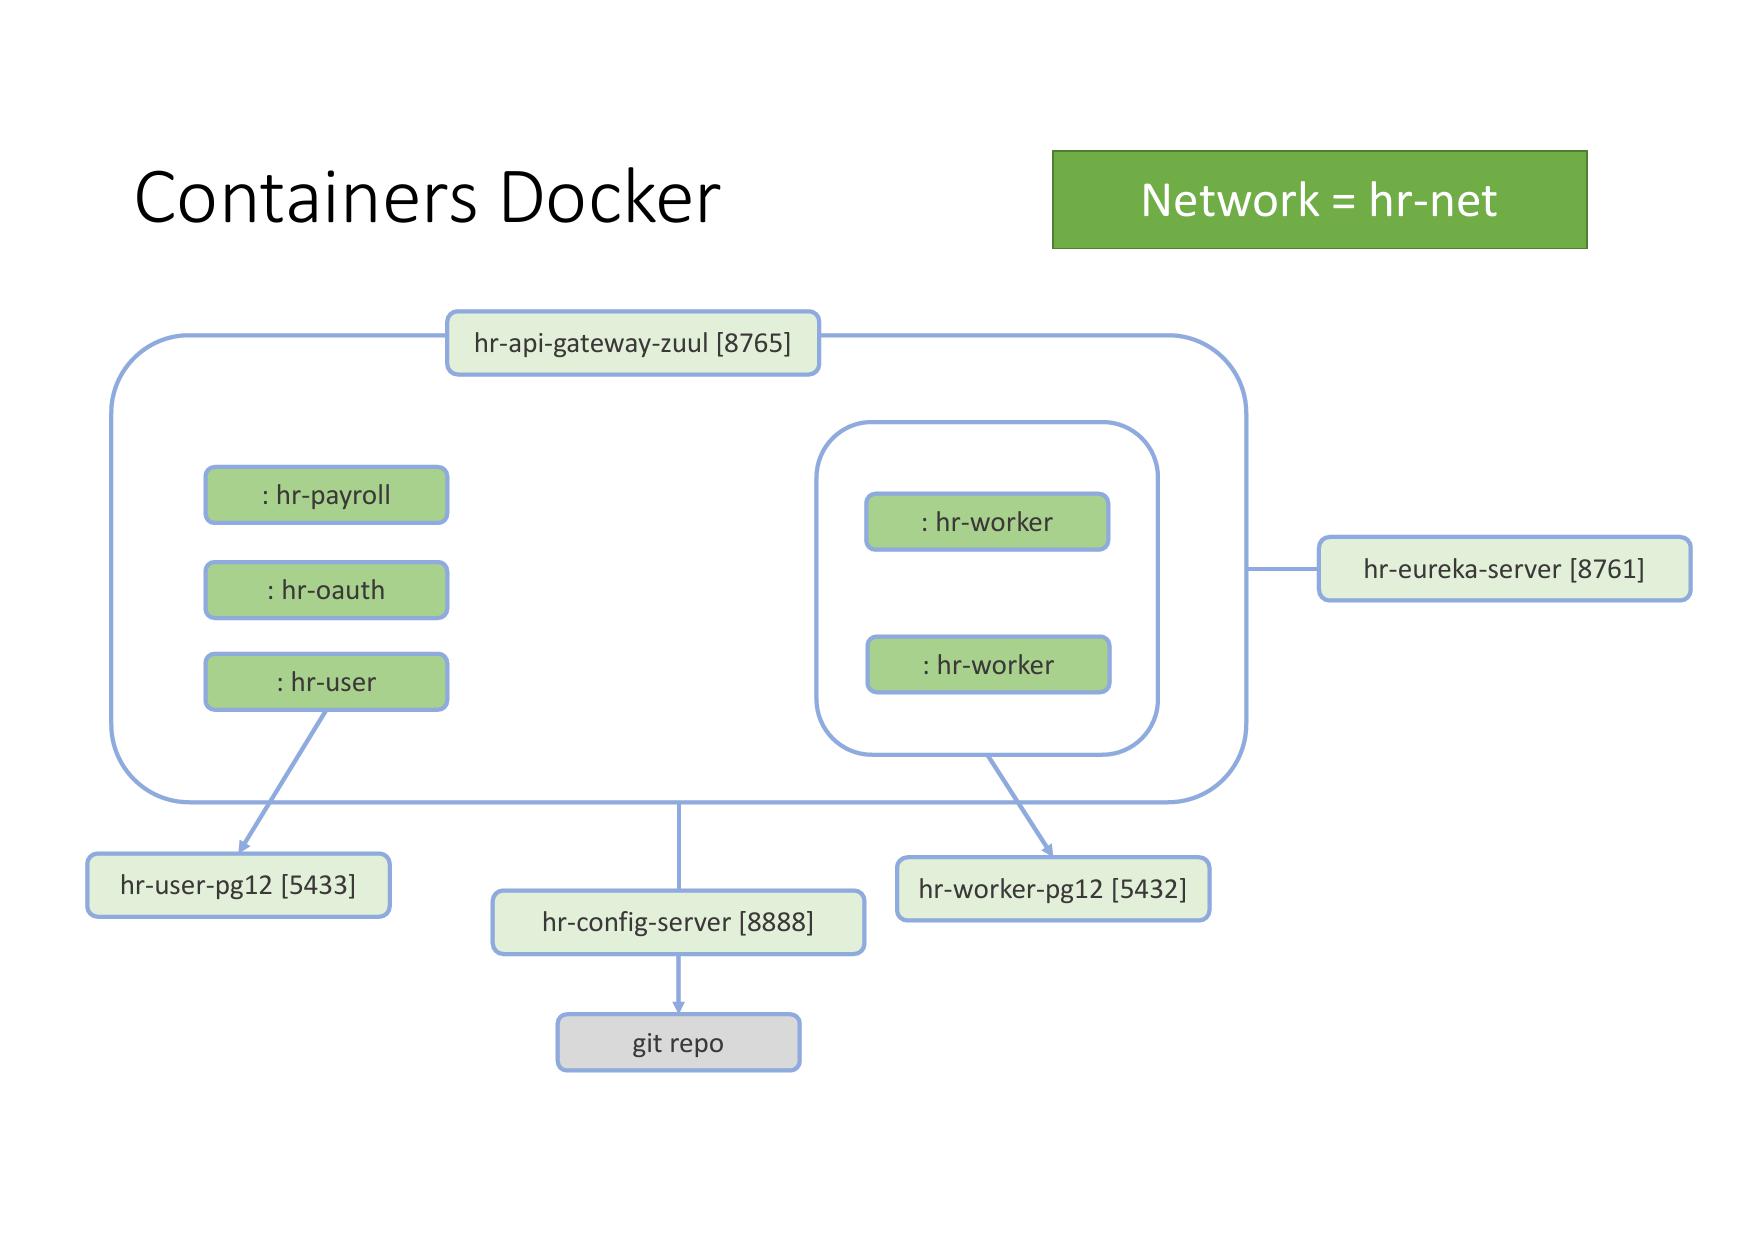 Containers Docker
Network = hr-net
hr-api-gateway-zuul [8765]
: hr-payroll
: hr-oauth
: hr-user
: hr-worker
: hr-worker
hr-eureka-server [8761]
hr-user-pg12 [5433]
hr-config-server [8888]
hr-worker-pg12 [5432]
git repo